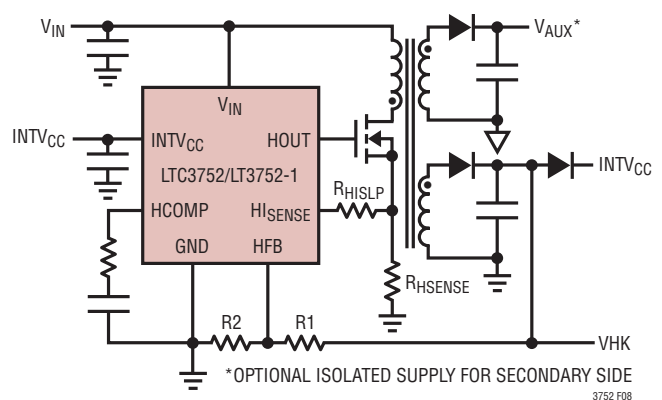 VIN
VAUX*
VIN
INTVCC
INTVCC
HOUT
INTVCC
LTC3752/LT3752-1
RHISLP
HCOMP
HISENSE
GND
HFB
RHSENSE
R2
R1
VHK
*OPTIONAL ISOLATED SUPPLY FOR SECONDARY SIDE
3752 F08